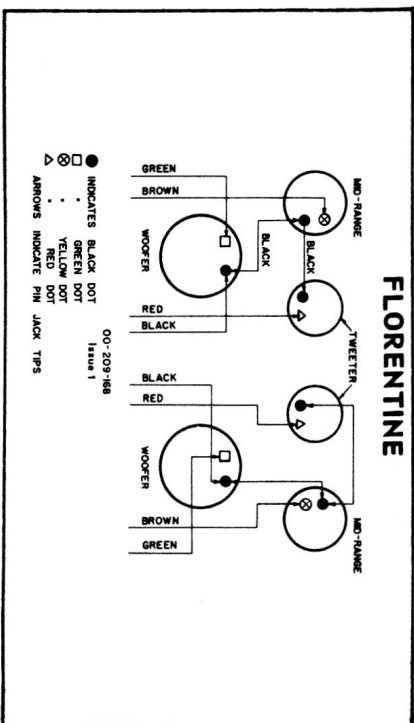 FLORENTINE
MID-RANGE
TWEETER
MID-RANGE
BLACK
BLACK
GREEN
BROWN
WOOFER
RED
BLACK
BLACK
RED
WOOFER
BROWN
GREEN
00-209-168
Issue 1
INDICATES BLACK DOT
" GREEN DOT
" YELLOW DOT
" RED DOT
ARROWS INDICATE PIN JACK TIPS